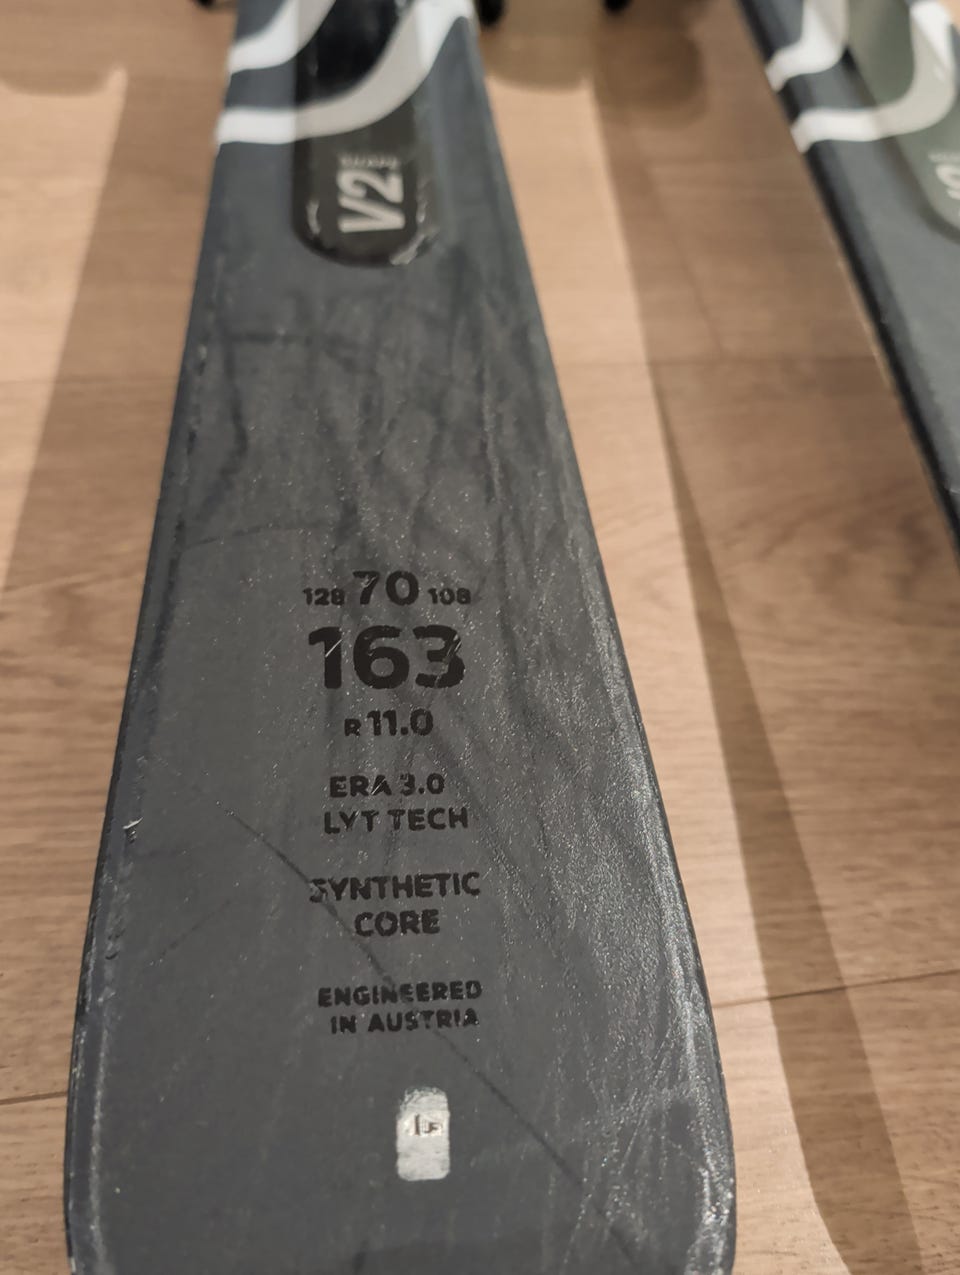 V2
128 70 108
163
R 11.0
ERA 3.0
LYT TECH
SYNTHETIC
CORE
ENGINEERED
IN AUSTRIA